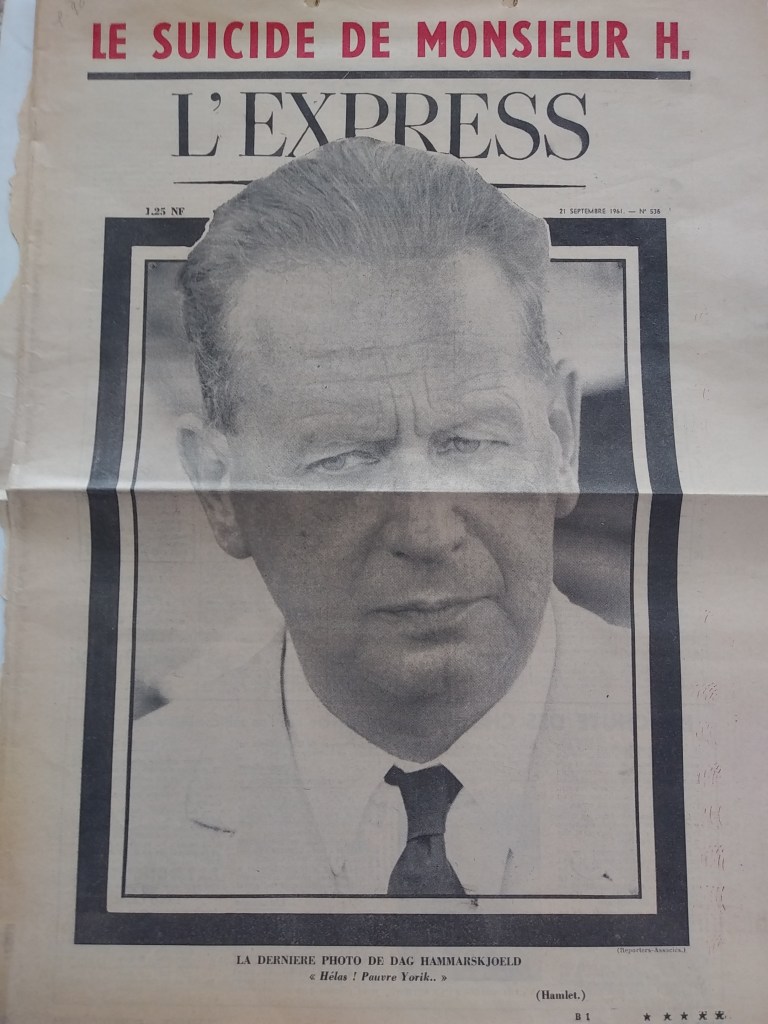 LE SUICIDE DE MONSIEUR H.
L'EXPRESS
1.25 NF
21 SEPTEMBRE 1961. — N° 536
(Reporters-Associés.)
LA DERNIERE PHOTO DE DAG HAMMARSKJOELD
« Hélas ! Pauvre Yorik.. »
(Hamlet.)
B I ★ ★ ★ ★ ★